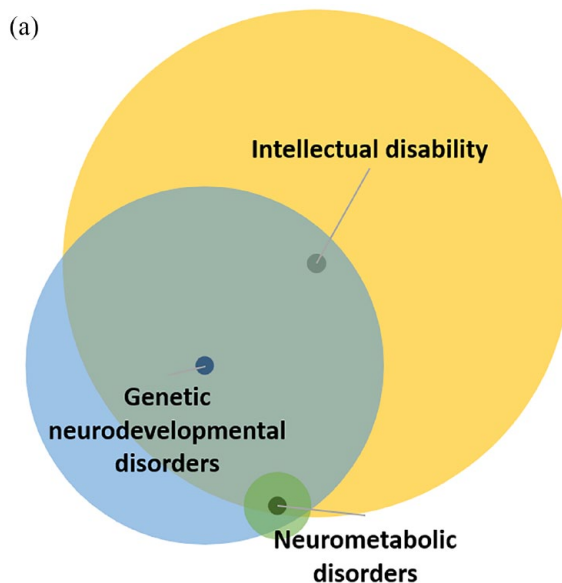 (a)
Intellectual disability
Genetic
neurodevelopmental
disorders
Neurometabolic
disorders